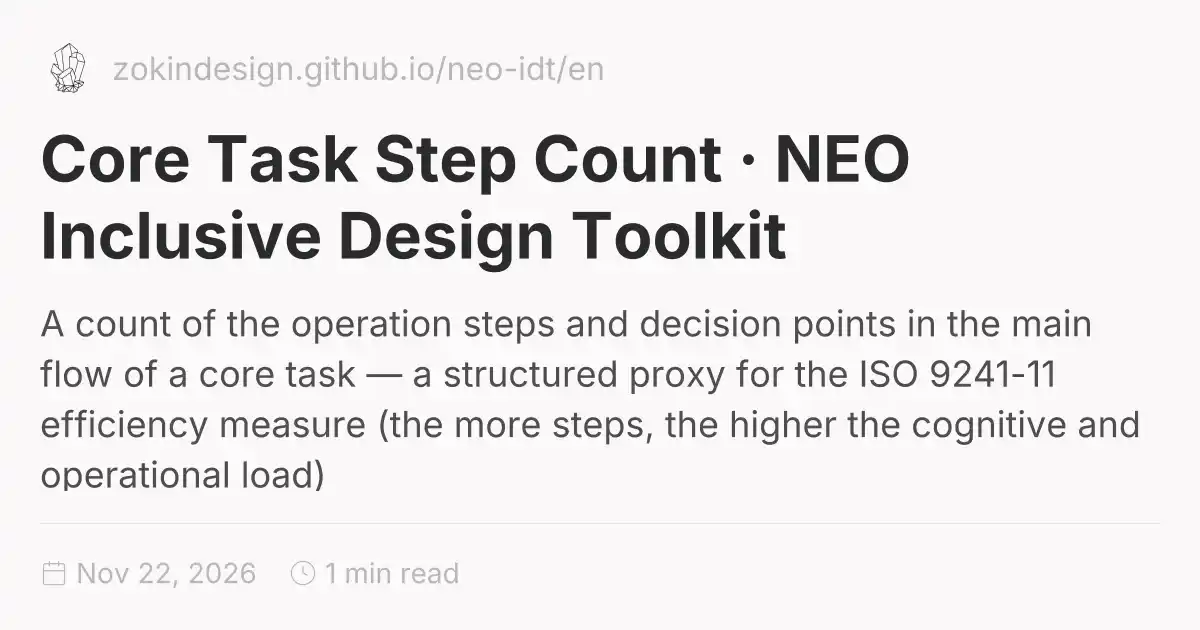 zokindesign.github.io/neo-idt/en
Core Task Step Count · NEO
Inclusive Design Toolkit
A count of the operation steps and decision points in the main
flow of a core task — a structured proxy for the ISO 9241-11
efficiency measure (the more steps, the higher the cognitive and
operational load)
Nov 22, 2026 1 min read